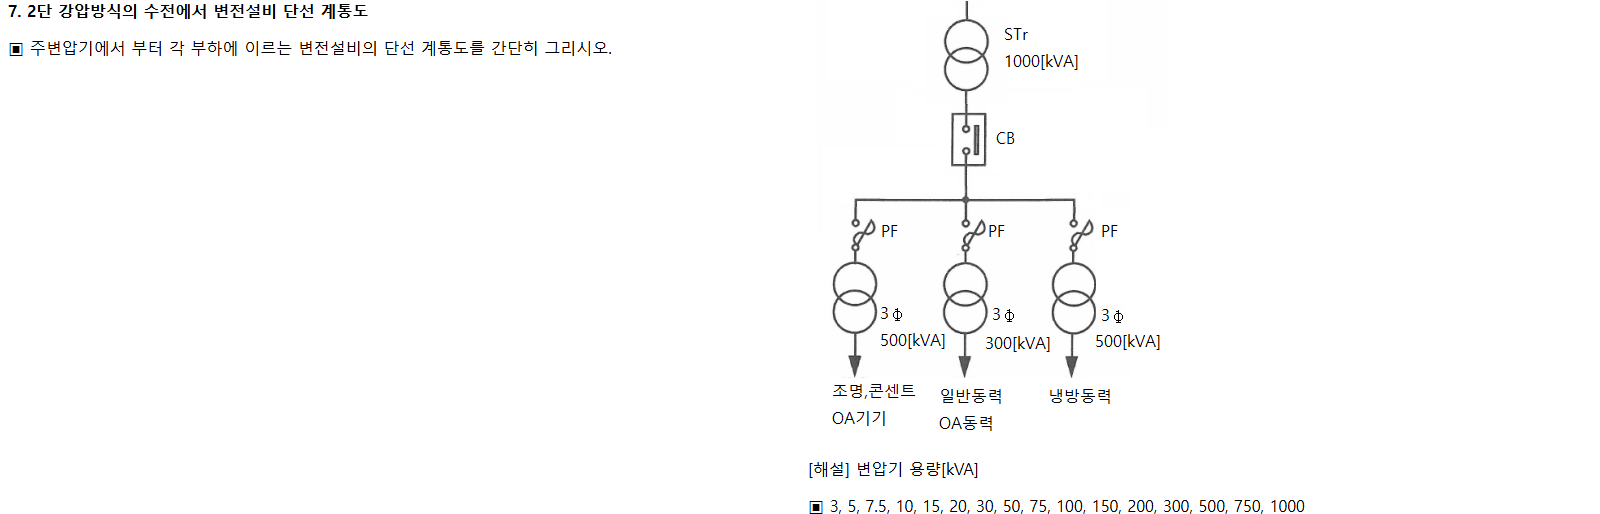 7. 2단 강압방식의 수전에서 변전설비 단선 계통도
▣ 주변압기에서 부터 각 부하에 이르는 변전설비의 단선 계통도를 간단히 그리시오.
STr
1000[kVA]
CB
PF
PF
PF
3Φ
500[kVA]
3Φ
300[kVA]
3Φ
500[kVA]
조명,콘센트
OA기기
일반동력
OA동력
냉방동력
[해설] 변압기 용량[kVA]
▣ 3, 5, 7.5, 10, 15, 20, 30, 50, 75, 100, 150, 200, 300, 500, 750, 1000